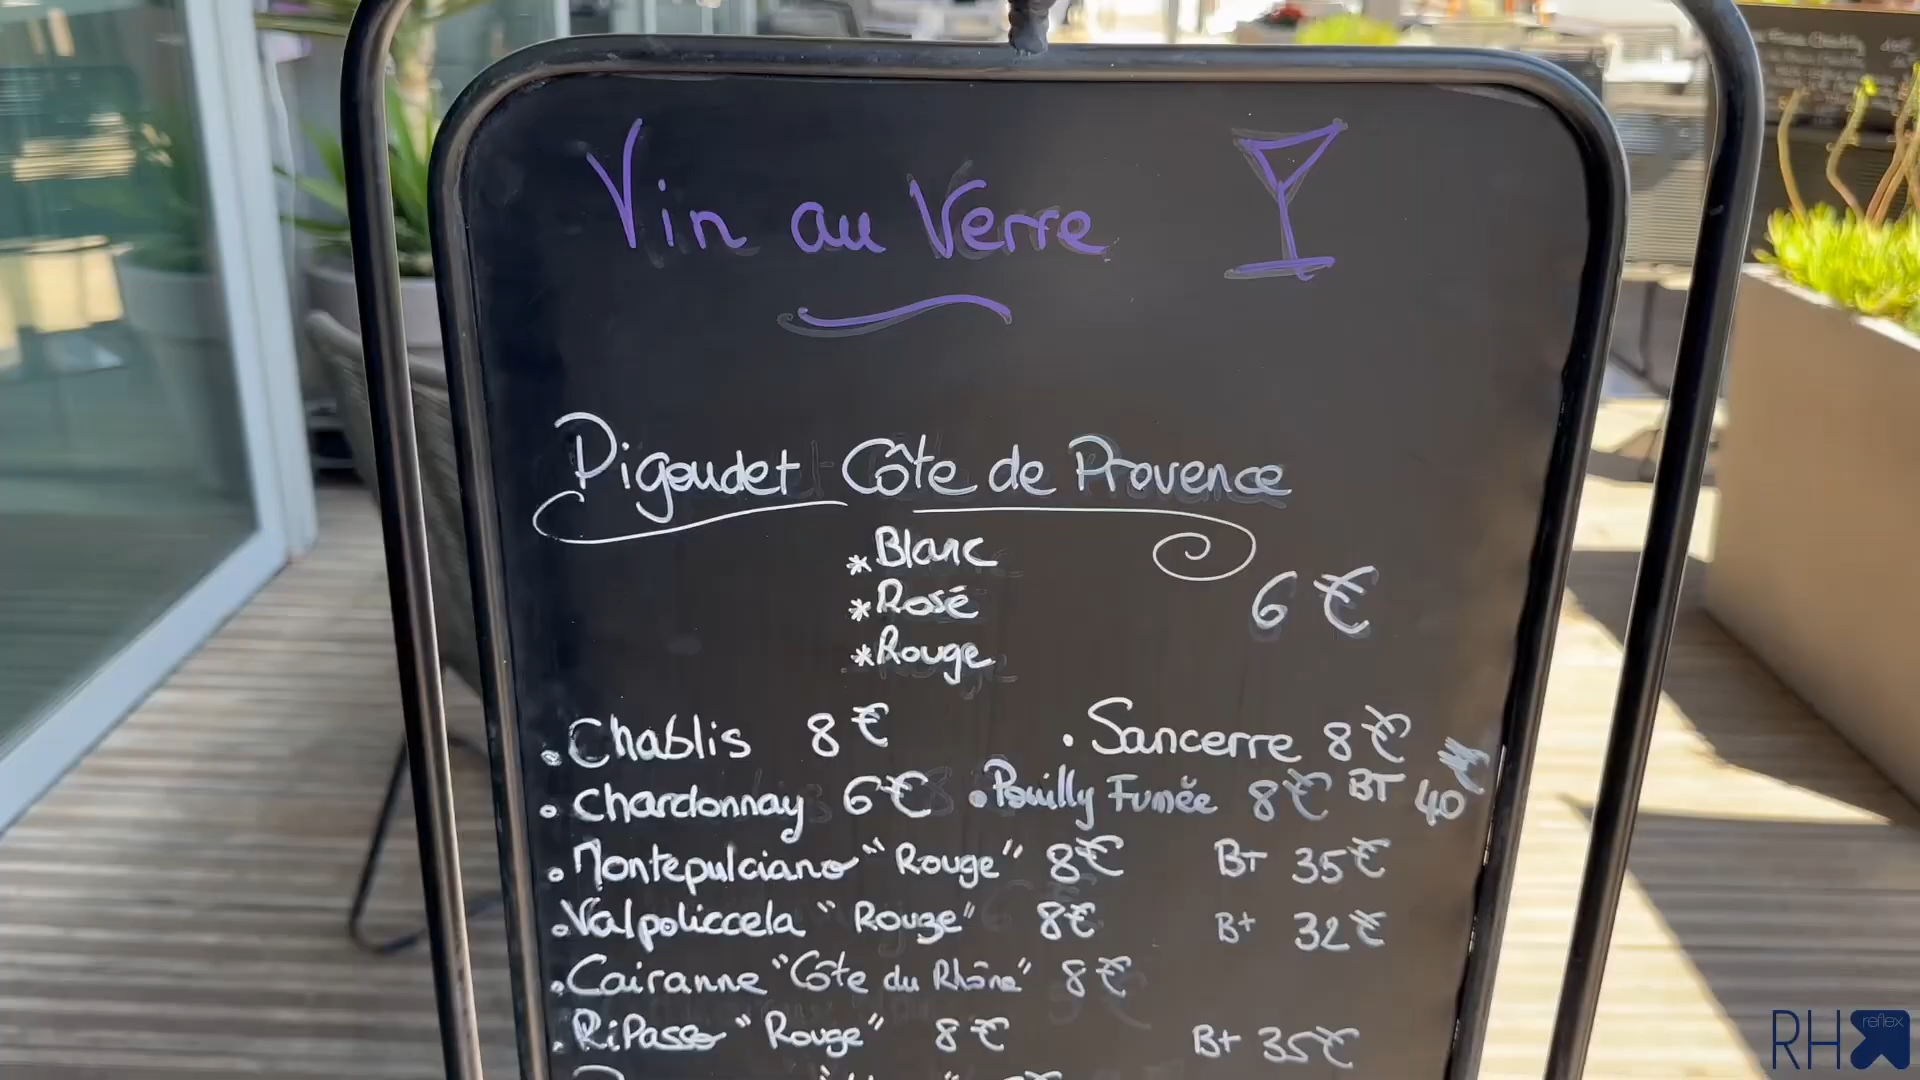 Vin au Verre
Pigoudet Côte de Provence
*Blanc
*Rosé
*Rouge
6€
• Chablis 8€ • Sancerre 8€
• Chardonnay 6€ • Pouilly Fumée 8€ BT 40€
• Montepulciano "Rouge" 8€ BT 35€
• Valpoliccela "Rouge" 8€ Bt 32€
• Cairanne "Côte du Rhône" 8€
• RiPasso "Rouge" 8€ Bt 35€
RH reflex